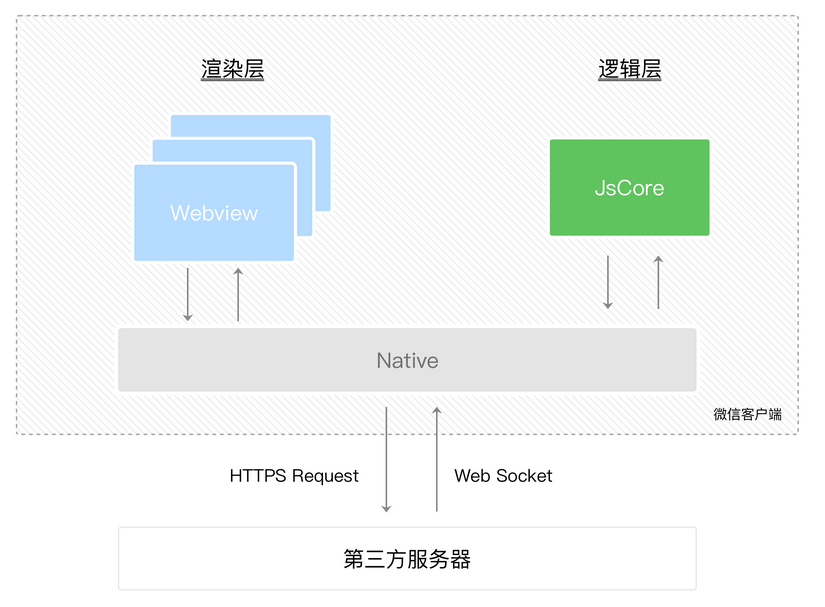 渲染层
逻辑层
Webview
JsCore
Native
微信客户端
HTTPS Request
Web Socket
第三方服务器